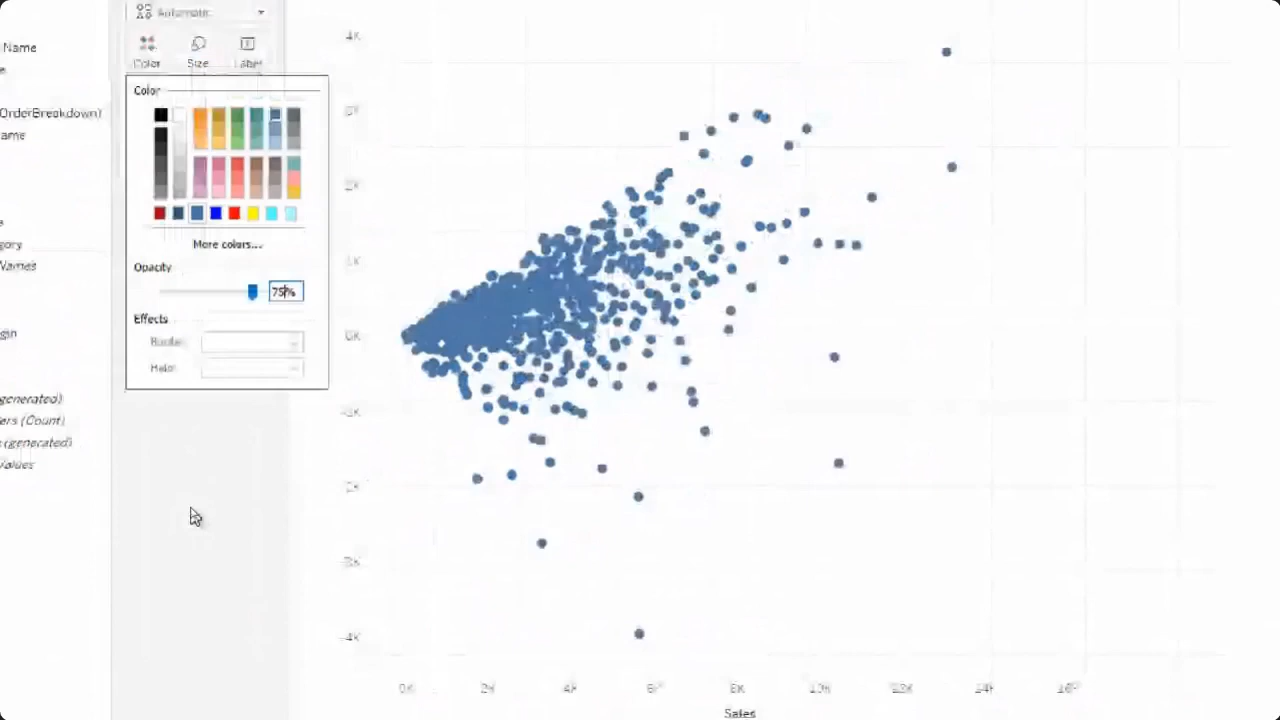 Automatic
Name
Color Size Label
Color
OrderBreakdown)
ame
gory
More colors...
Names
Opacity
75%
Effects
gin
Border
Halo
generated)
ers (Count)
(generated)
Values
4K
3K
2K
1K
0K
-1K
-2K
-3K
-4K
0K 2K 4K 6K 8K 10K 12K 14K 16K
Sales